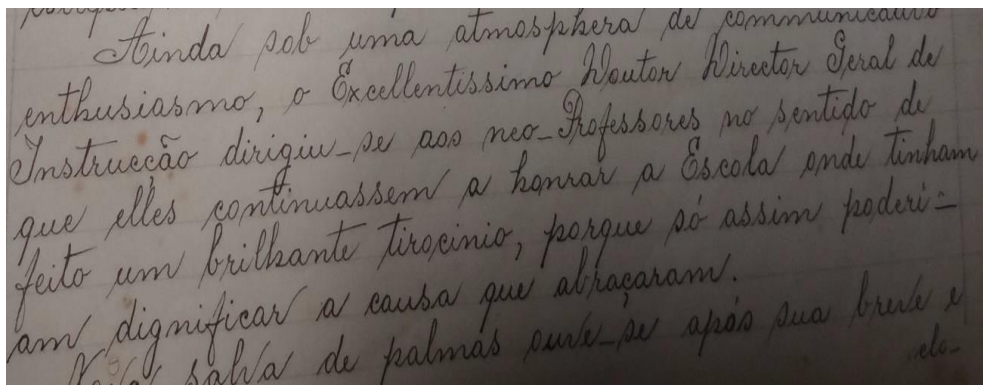 Ainda sob uma atmosphera de communicativo
enthusiasmo, o Excellentissimo Doutor Director Geral de
Instrucção dirigiu-se aos neo-Professores no sentido de
que elles continuassem a honrar a Escola onde tinham
feito um brilhante tirocinio, porque só assim poderi-
am dignificar a causa que abraçaram.
Nova salva de palmas ouve-se após sua breve e
elo-